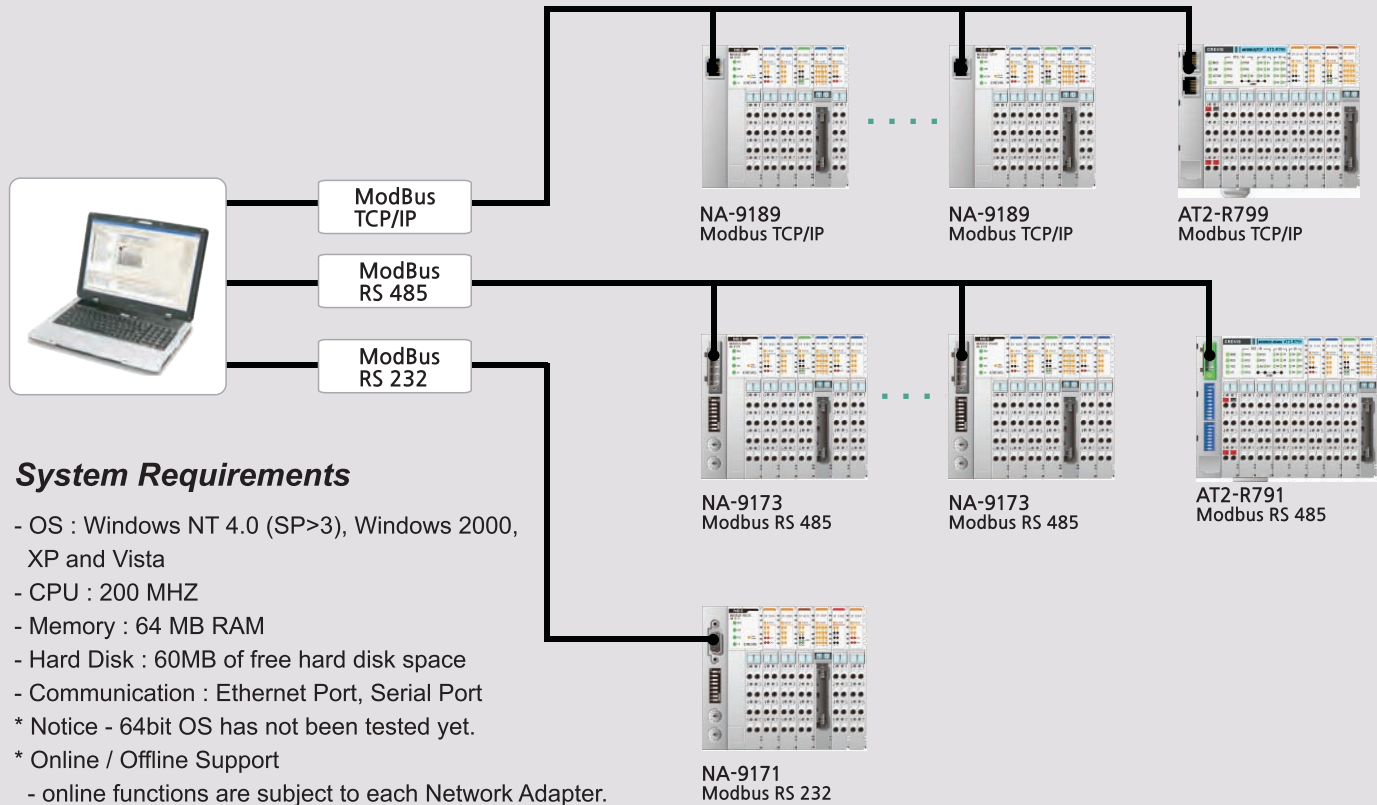 ModBus
TCP/IP
ModBus
RS 485
ModBus
RS 232
NA-9189
Modbus TCP/IP
NA-9189
Modbus TCP/IP
AT2-R799
Modbus TCP/IP
NA-9173
Modbus RS 485
NA-9173
Modbus RS 485
AT2-R791
Modbus RS 485
NA-9171
Modbus RS 232
System Requirements
- OS : Windows NT 4.0 (SP>3), Windows 2000,
XP and Vista
- CPU : 200 MHZ
- Memory : 64 MB RAM
- Hard Disk : 60MB of free hard disk space
- Communication : Ethernet Port, Serial Port
* Notice - 64bit OS has not been tested yet.
* Online / Offline Support
- online functions are subject to each Network Adapter.